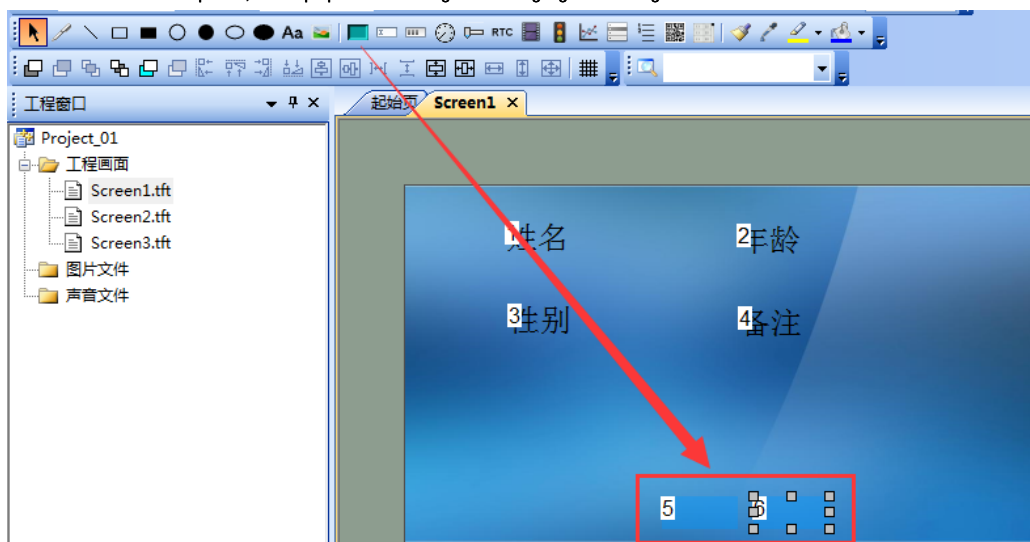 Aa RTC
工程窗口
起始页 Screen1
Project_01
工程画面
Screen1.tft
Screen2.tft
Screen3.tft
图片文件
声音文件
1姓名 2年龄
3性别 4备注
5 6